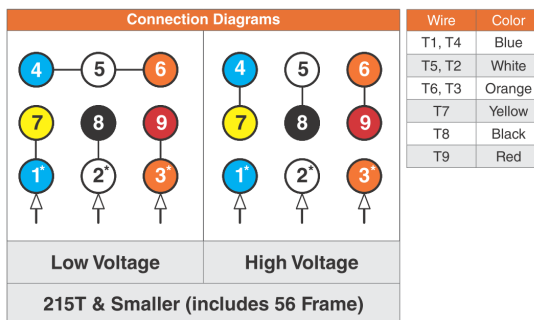 Connection Diagrams
4 5 6 4 5 6
7 8 9 7 8 9
1* 2* 3* 1* 2* 3*
Low Voltage High Voltage
215T & Smaller (includes 56 Frame)
Wire Color
T1, T4 Blue
T5, T2 White
T6, T3 Orange
T7 Yellow
T8 Black
T9 Red